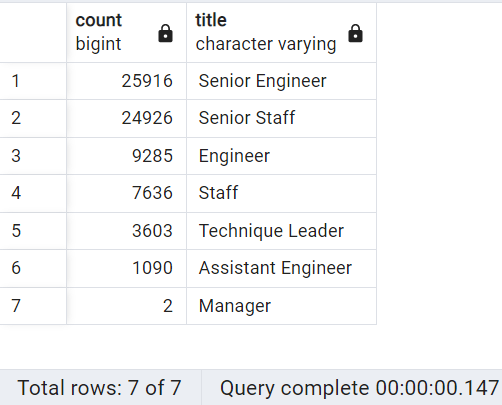 count title
bigint character varying
1 25916 Senior Engineer
2 24926 Senior Staff
3 9285 Engineer
4 7636 Staff
5 3603 Technique Leader
6 1090 Assistant Engineer
7 2 Manager
Total rows: 7 of 7 Query complete 00:00:00.147